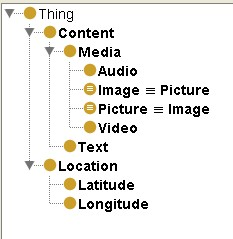 Thing
Content
Media
Audio
Image ≡ Picture
Picture ≡ Image
Video
Text
Location
Latitude
Longitude